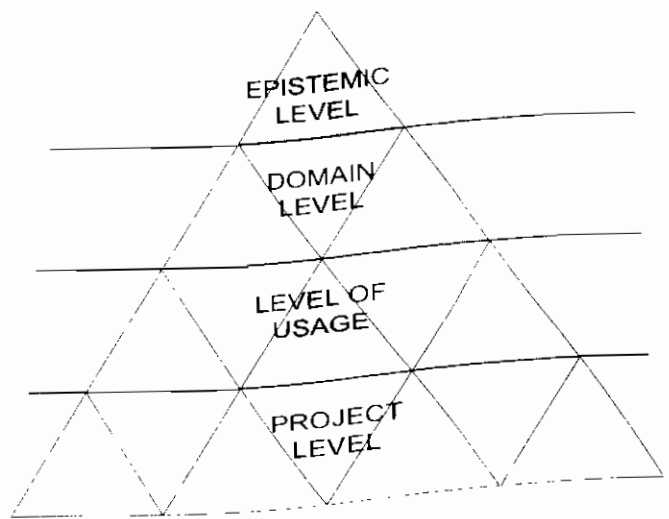 EPISTEMIC
LEVEL
DOMAIN
LEVEL
LEVEL OF
USAGE
PROJECT
LEVEL